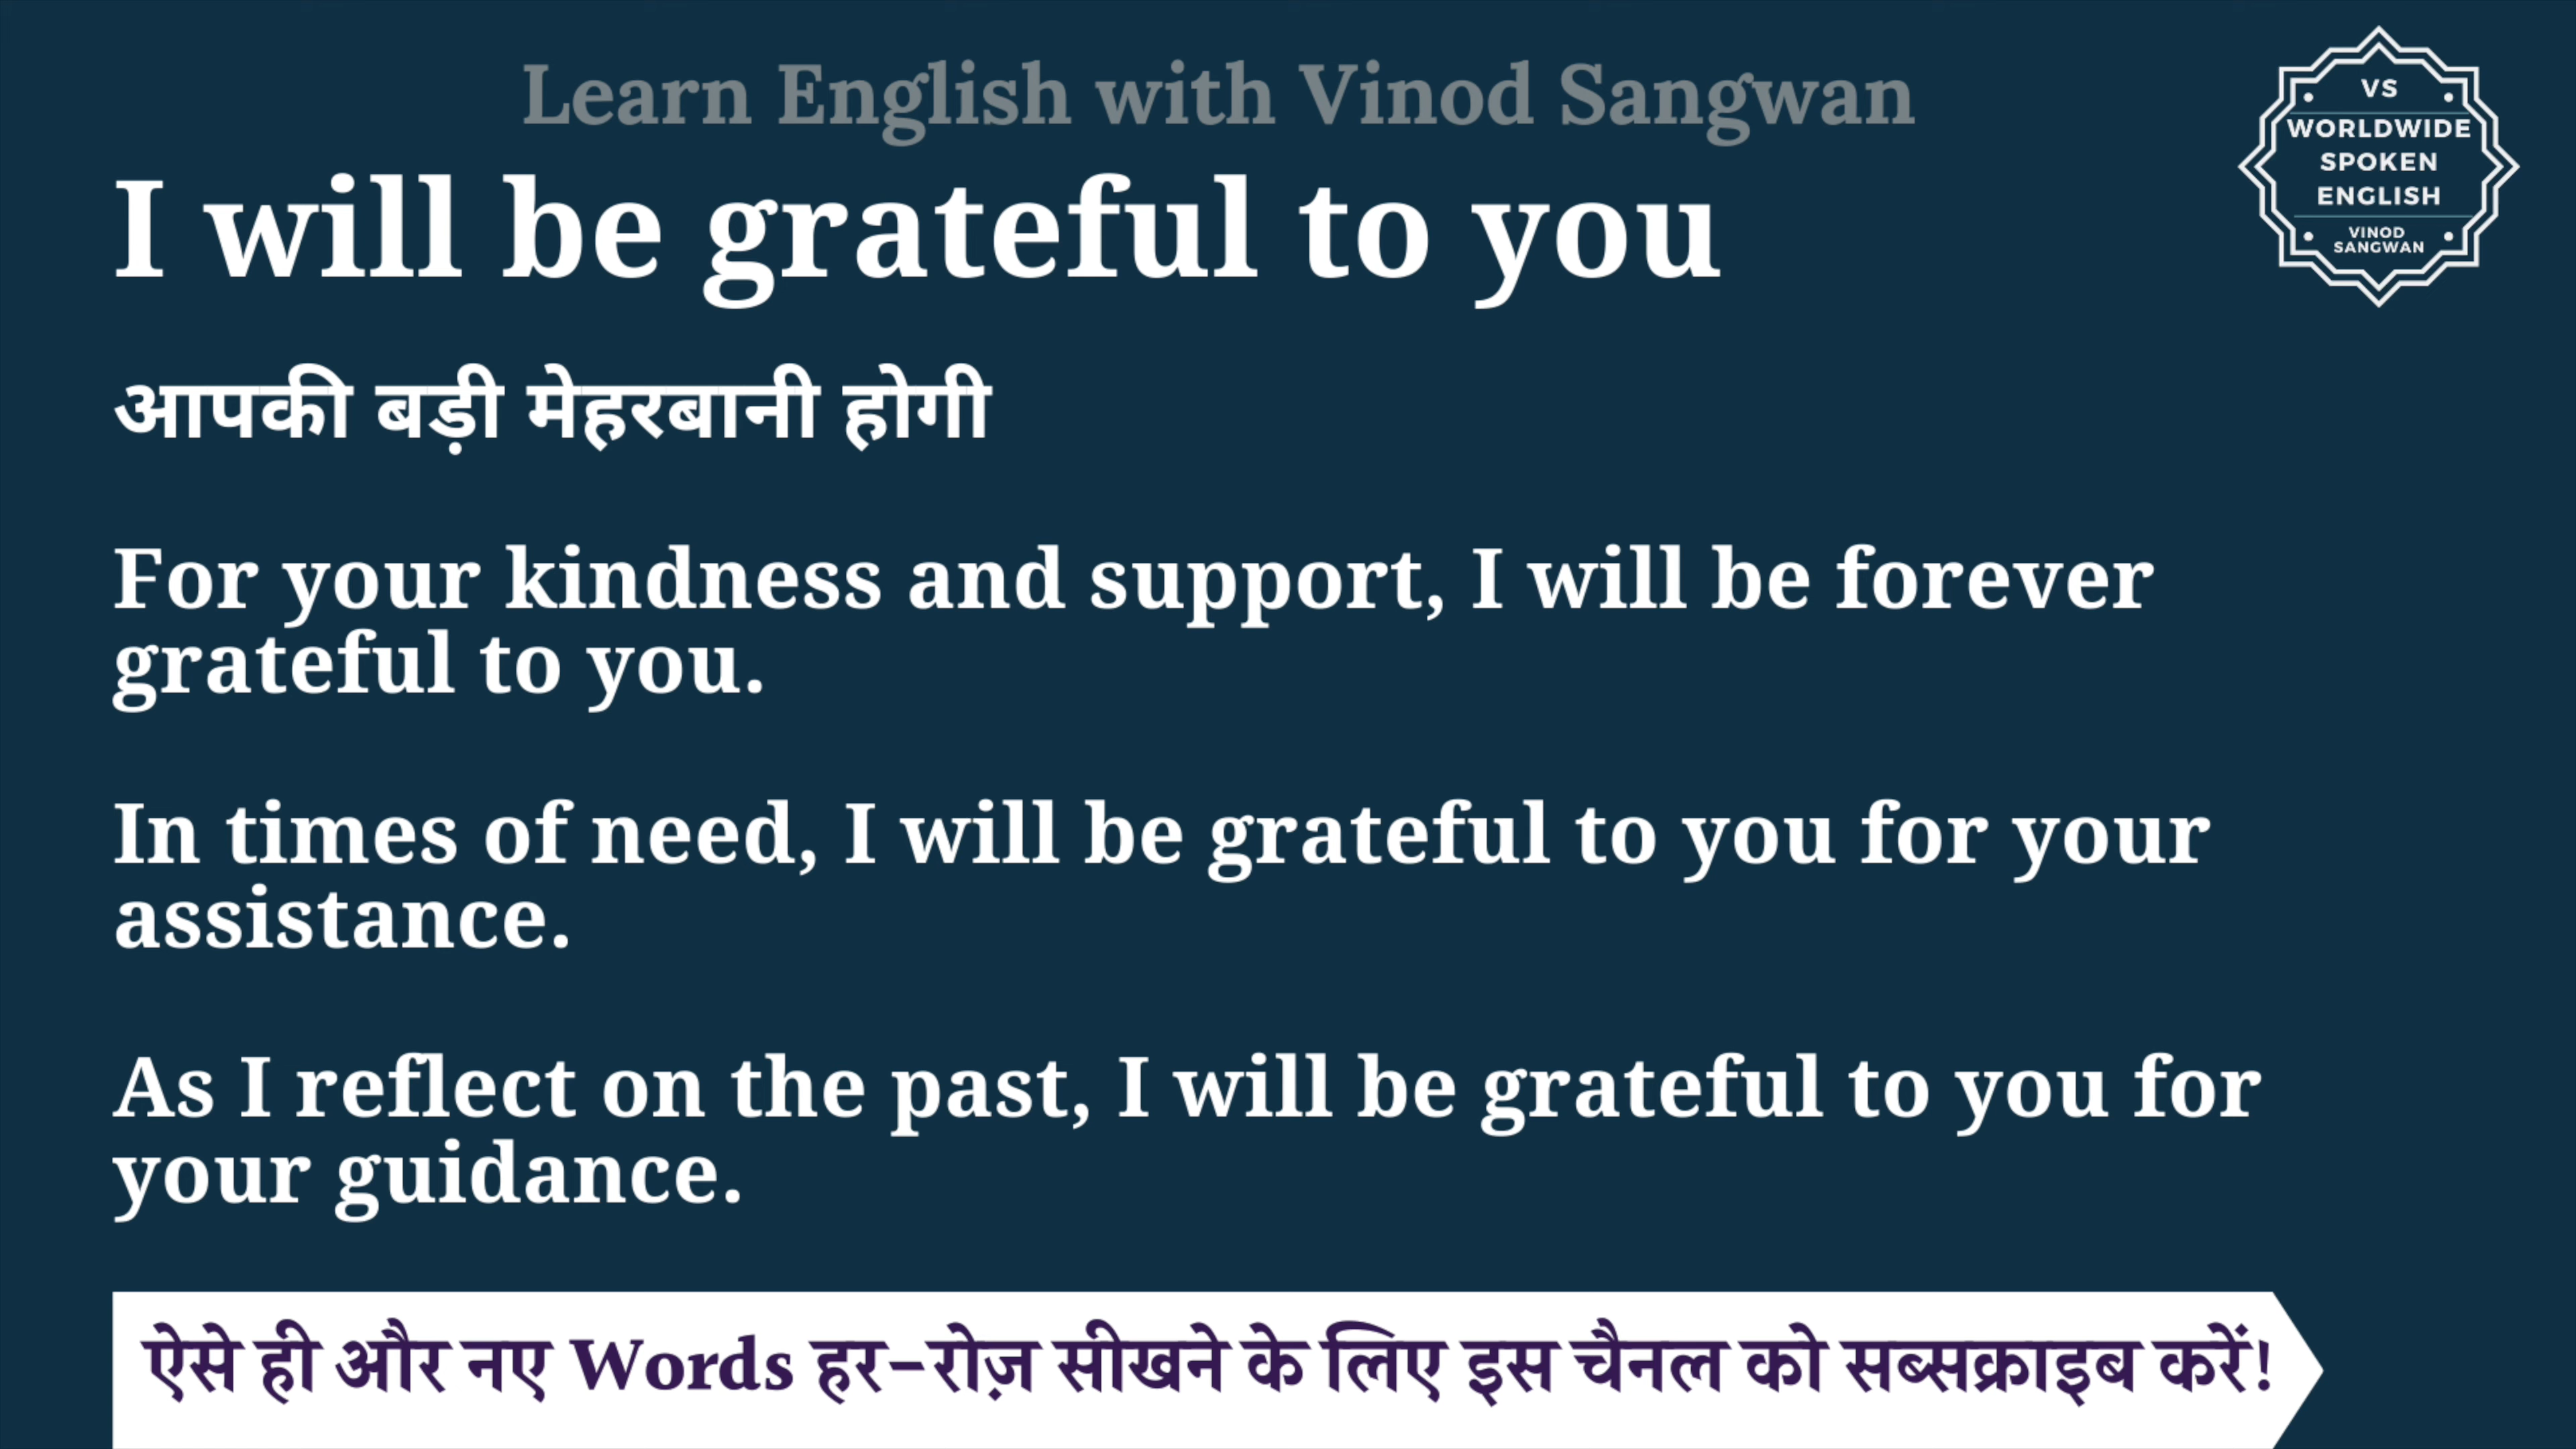 Learn English with Vinod Sangwan
VS
WORLDWIDE
SPOKEN
ENGLISH
VINOD
SANGWAN
I will be grateful to you
आपकी बड़ी मेहरबानी होगी
For your kindness and support, I will be forever
grateful to you.
In times of need, I will be grateful to you for your
assistance.
As I reflect on the past, I will be grateful to you for
your guidance.
ऐसे ही और नए Words हर-रोज़ सीखने के लिए इस चैनल को सब्सक्राइब करें!